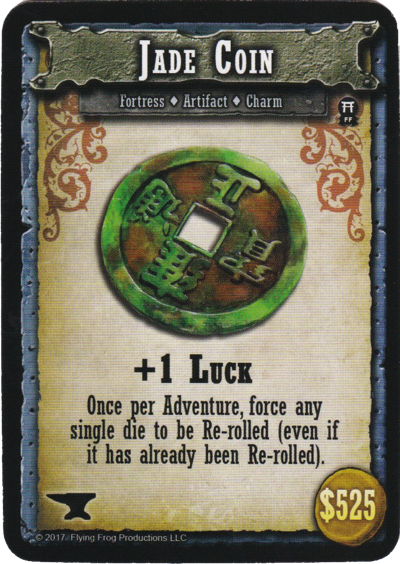 Jade Coin
Fortress ♦ Artifact ♦ Charm
FF
+1 Luck
Once per Adventure, force any
single die to be Re-rolled (even if
it has already been Re-rolled).
$525
© 2017 Flying Frog Productions LLC